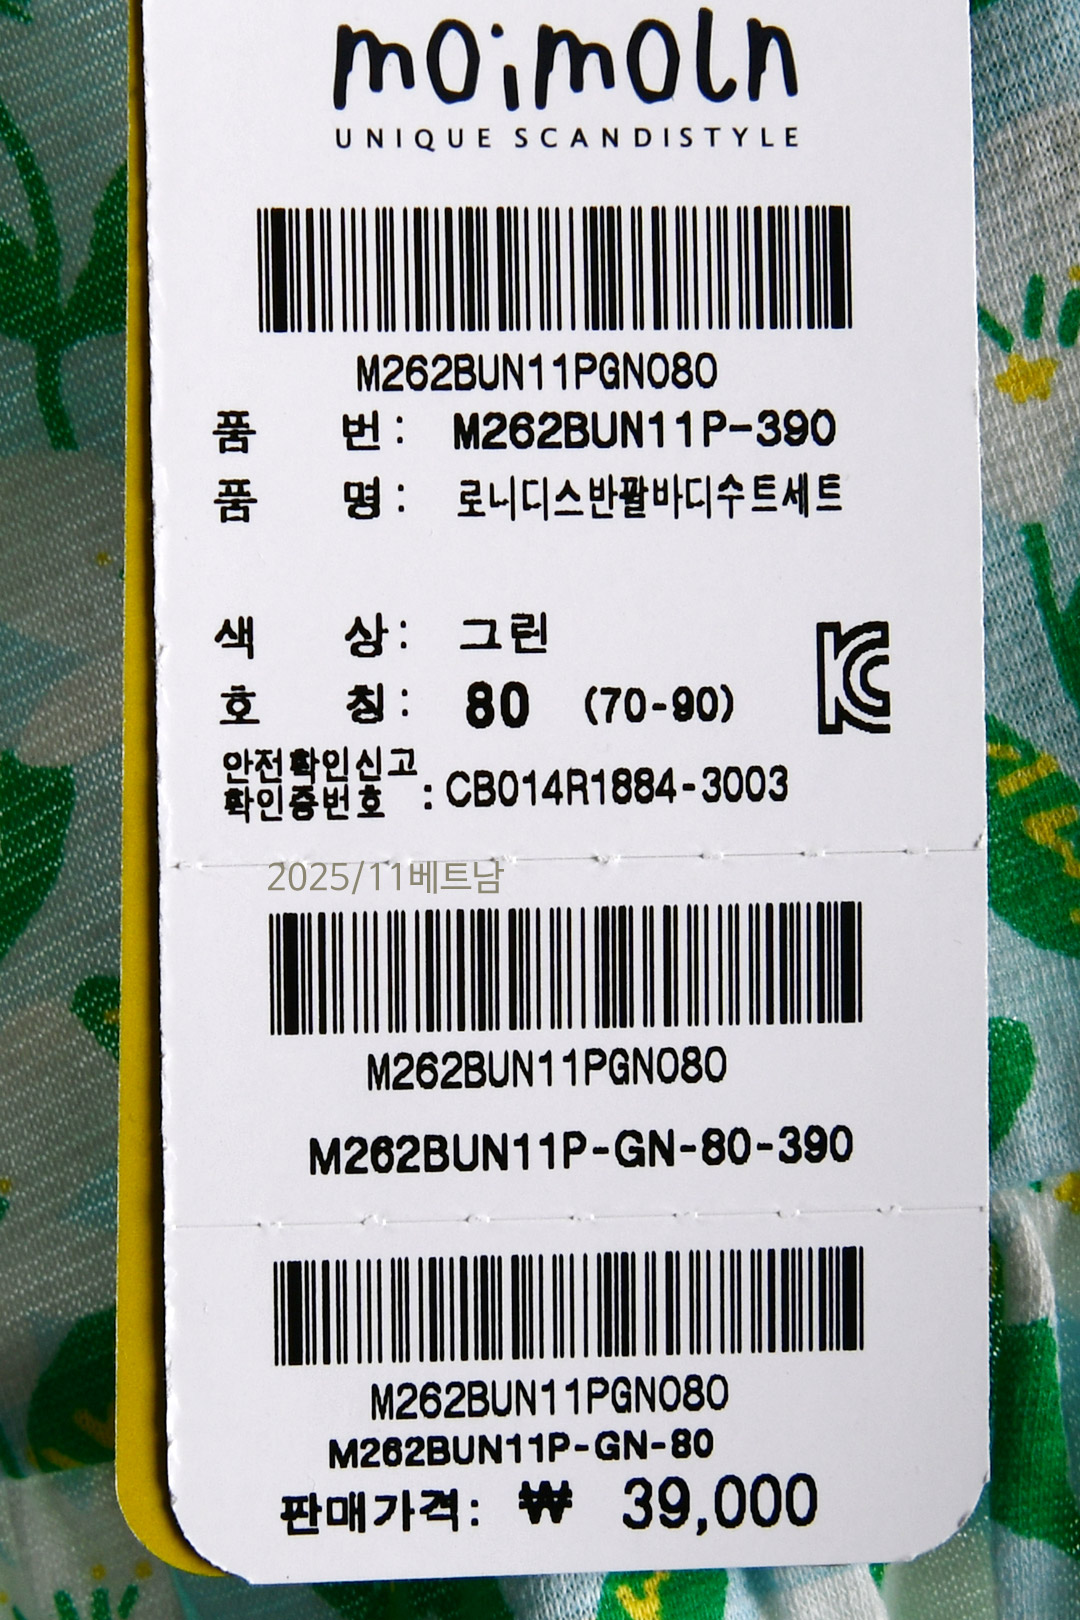 moimoln
UNIQUE SCANDISTYLE
M262BUN11PGN080
품 번 : M262BUN11P-390
품 명 : 로니디스반팔바디수트세트
색 상 : 그린
호 칭 : 80 (70-90)
안전확인신고
확인증번호 : CB014R1884-3003
2025/11베트남
M262BUN11PGN080
M262BUN11P-GN-80-390
M262BUN11PGN080
M262BUN11P-GN-80
판매가격: ₩ 39,000